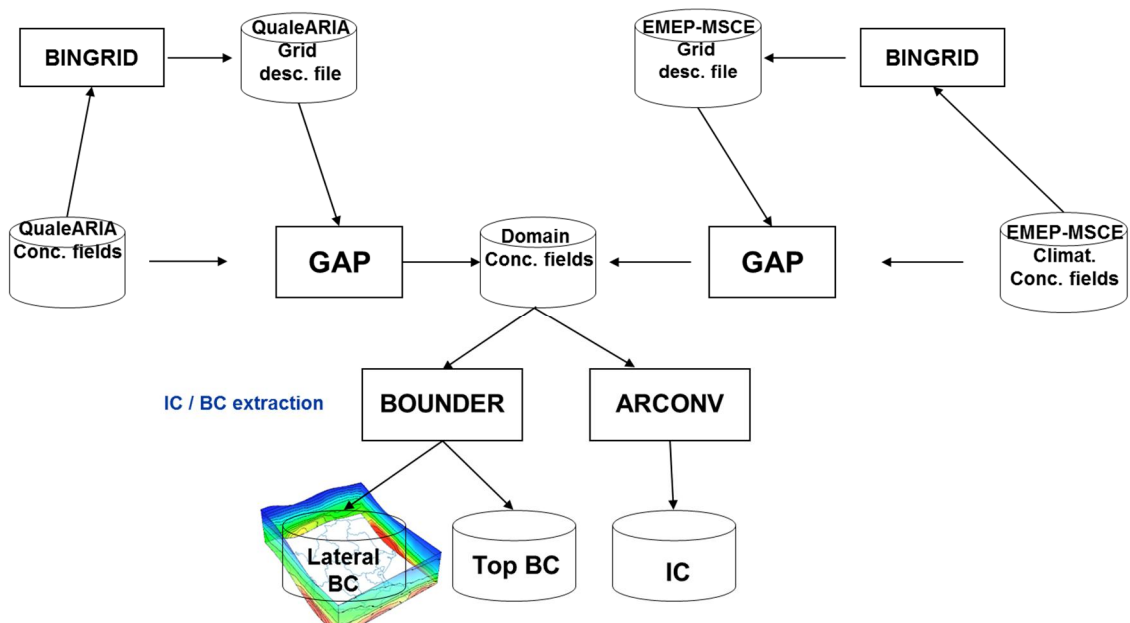 BINGRID
QualeARIA
Grid
desc. file
EMEP-MSCE
Grid
desc. file
BINGRID
QualeARIA
Conc. fields
GAP
Domain
Conc. fields
GAP
EMEP-MSCE
Climat.
Conc. fields
IC / BC extraction
BOUNDER
ARCONV
Lateral
BC
Top BC
IC